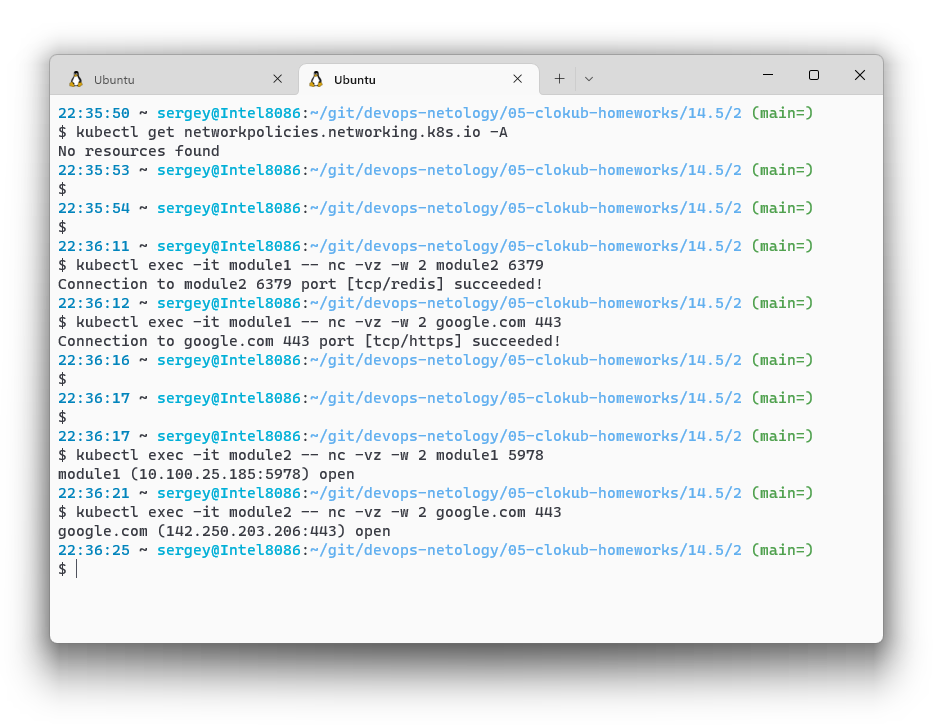 Ubuntu
Ubuntu
22:35:50 ~ sergey@Intel8086:~/git/devops-netology/05-clokub-homeworks/14.5/2 (main=)
$ kubectl get networkpolicies.networking.k8s.io -A
No resources found
22:35:53 ~ sergey@Intel8086:~/git/devops-netology/05-clokub-homeworks/14.5/2 (main=)
$
22:35:54 ~ sergey@Intel8086:~/git/devops-netology/05-clokub-homeworks/14.5/2 (main=)
$
22:36:11 ~ sergey@Intel8086:~/git/devops-netology/05-clokub-homeworks/14.5/2 (main=)
$ kubectl exec -it module1 -- nc -vz -w 2 module2 6379
Connection to module2 6379 port [tcp/redis] succeeded!
22:36:12 ~ sergey@Intel8086:~/git/devops-netology/05-clokub-homeworks/14.5/2 (main=)
$ kubectl exec -it module1 -- nc -vz -w 2 google.com 443
Connection to google.com 443 port [tcp/https] succeeded!
22:36:16 ~ sergey@Intel8086:~/git/devops-netology/05-clokub-homeworks/14.5/2 (main=)
$
22:36:17 ~ sergey@Intel8086:~/git/devops-netology/05-clokub-homeworks/14.5/2 (main=)
$
22:36:17 ~ sergey@Intel8086:~/git/devops-netology/05-clokub-homeworks/14.5/2 (main=)
$ kubectl exec -it module2 -- nc -vz -w 2 module1 5978
module1 (10.100.25.185:5978) open
22:36:21 ~ sergey@Intel8086:~/git/devops-netology/05-clokub-homeworks/14.5/2 (main=)
$ kubectl exec -it module2 -- nc -vz -w 2 google.com 443
google.com (142.250.203.206:443) open
22:36:25 ~ sergey@Intel8086:~/git/devops-netology/05-clokub-homeworks/14.5/2 (main=)
$